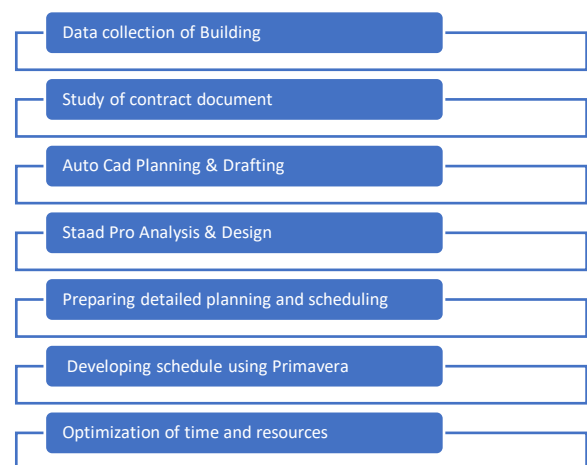 Data collection of Building
Study of contract document
Auto Cad Planning & Drafting
Staad Pro Analysis & Design
Preparing detailed planning and scheduling
Developing schedule using Primavera
Optimization of time and resources